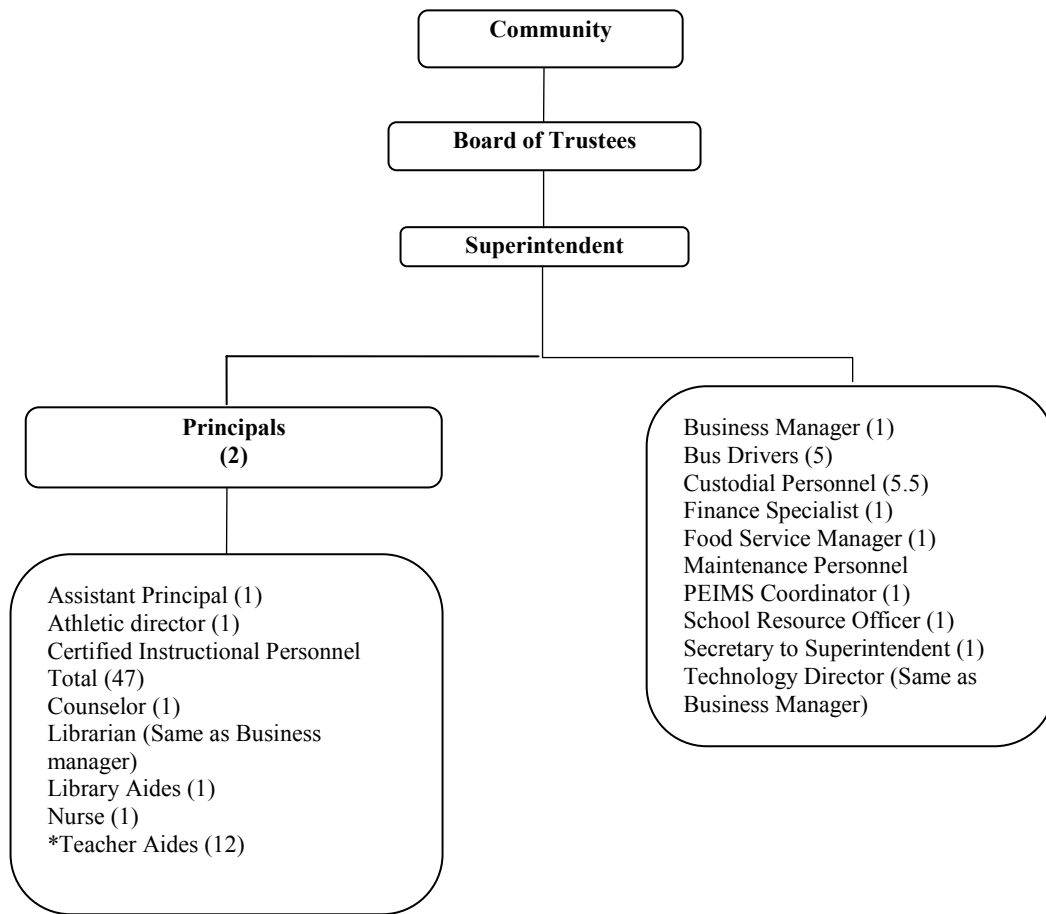 Community
Board of Trustees
Superintendent
Principals
(2)
Assistant Principal (1)
Athletic director (1)
Certified Instructional Personnel
Total (47)
Counselor (1)
Librarian (Same as Business
manager)
Library Aides (1)
Nurse (1)
*Teacher Aides (12)
Business Manager (1)
Bus Drivers (5)
Custodial Personnel (5.5)
Finance Specialist (1)
Food Service Manager (1)
Maintenance Personnel
PEIMS Coordinator (1)
School Resource Officer (1)
Secretary to Superintendent (1)
Technology Director (Same as
Business Manager)